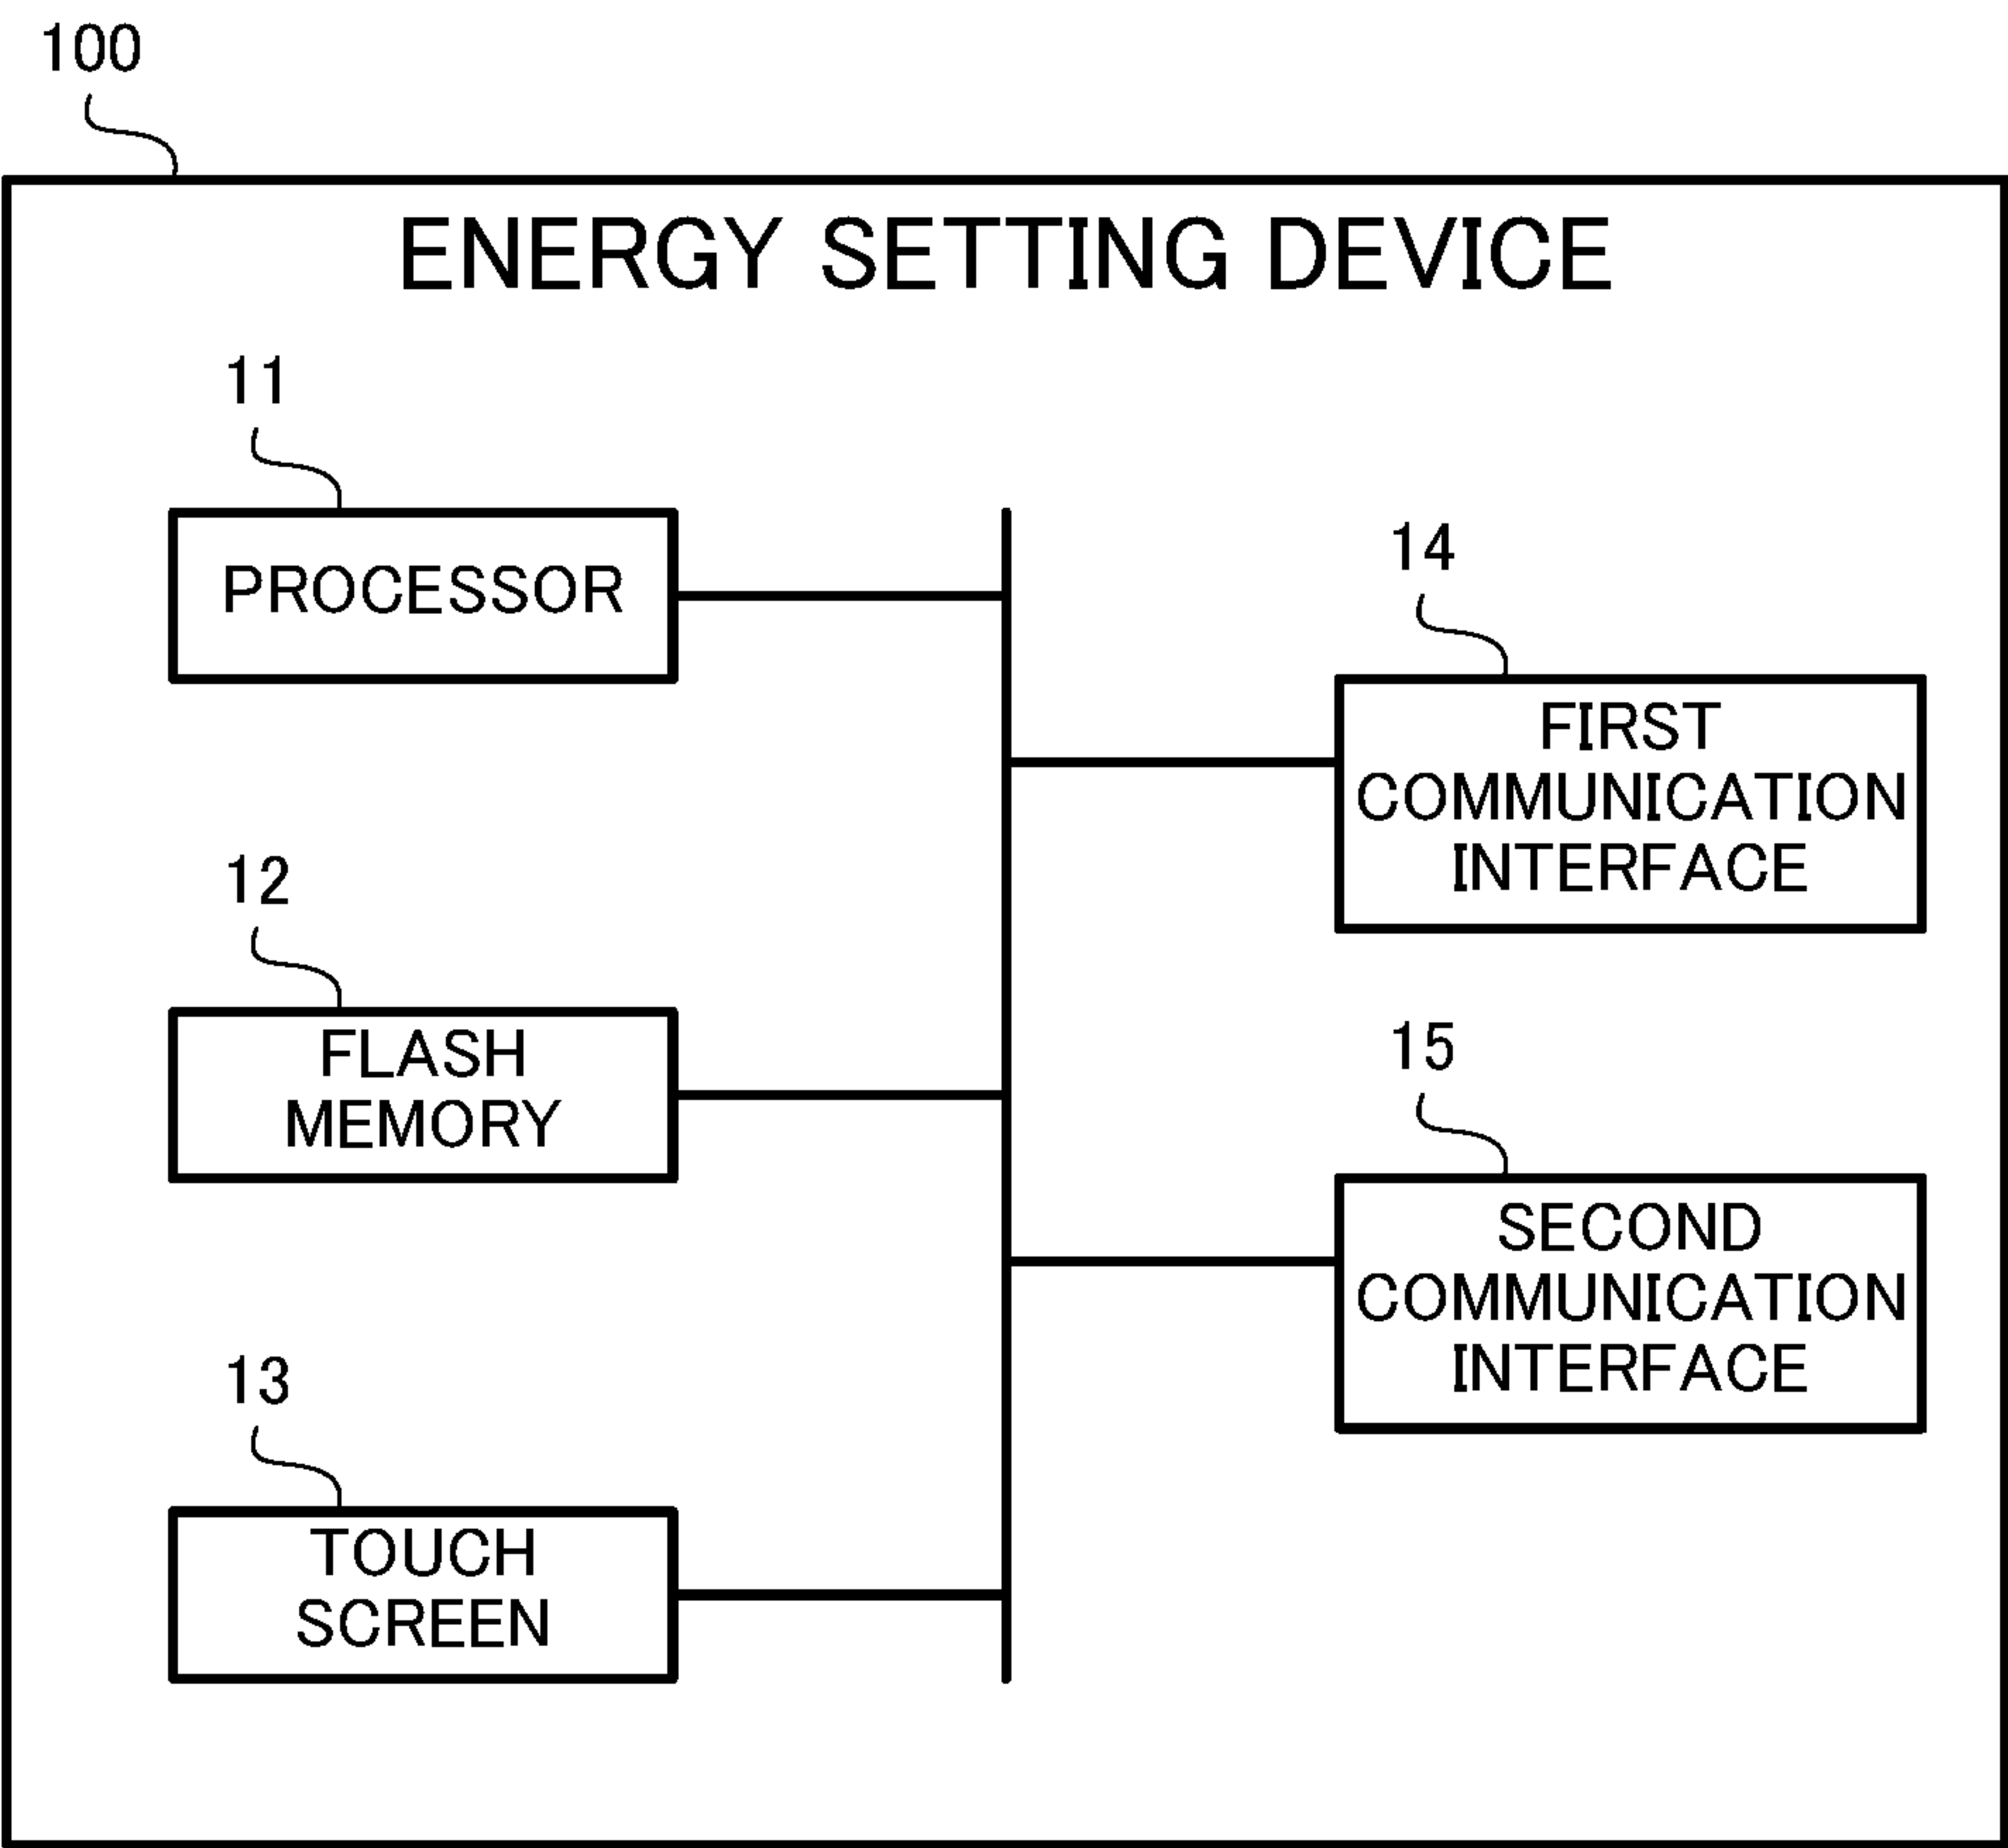 100
ENERGY SETTING DEVICE
11
PROCESSOR
12
FLASH
MEMORY
13
TOUCH
SCREEN
14
FIRST
COMMUNICATION
INTERFACE
15
SECOND
COMMUNICATION
INTERFACE